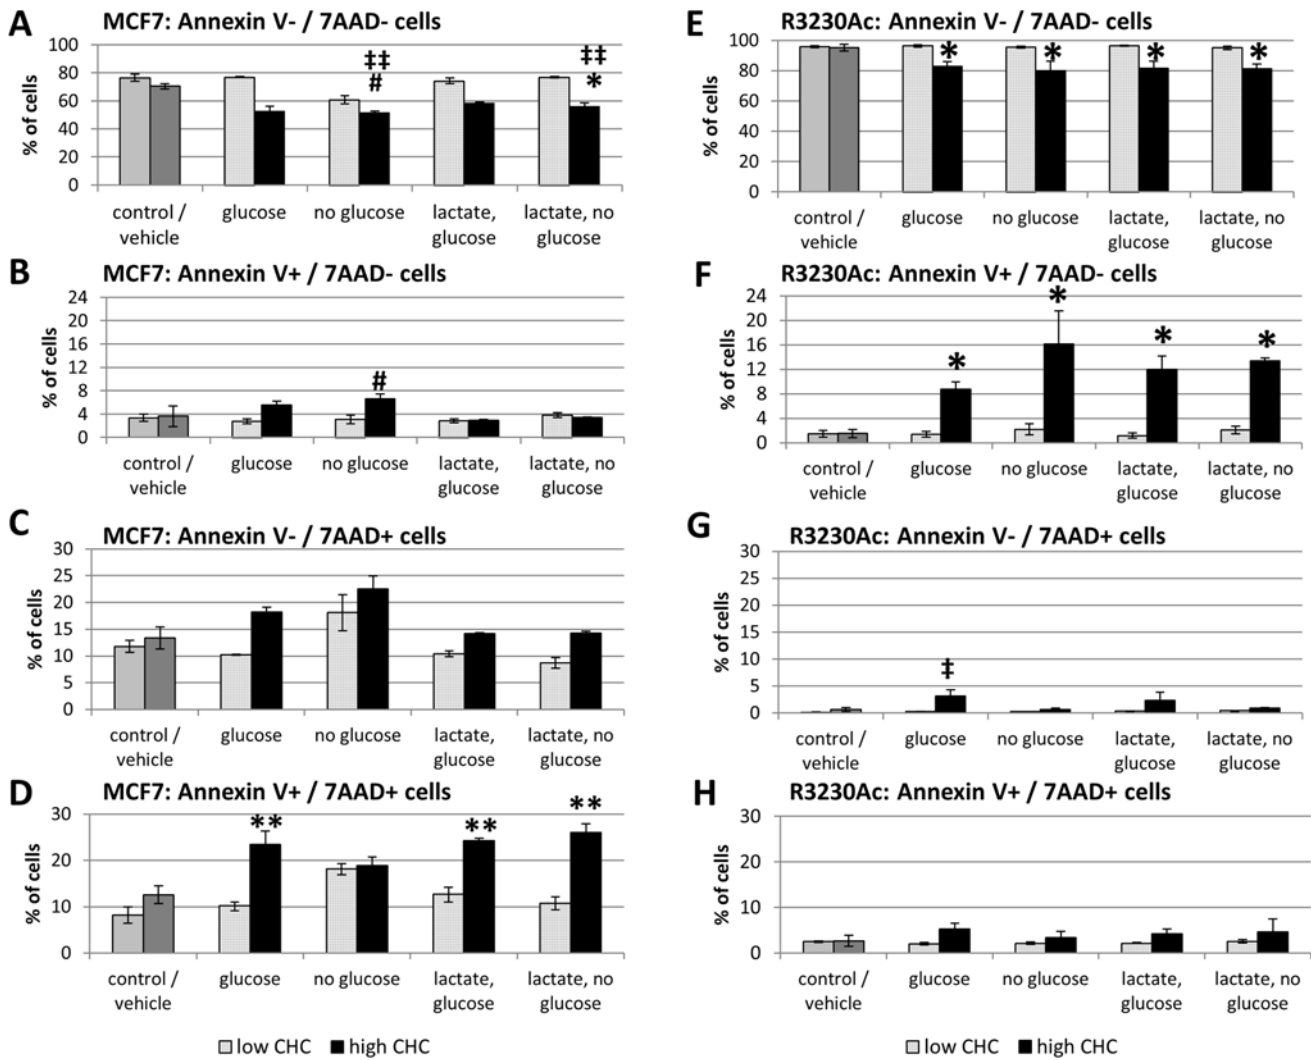 A
MCF7: Annexin V- / 7AAD- cells
% of cells
100
80
60
40
20
0
‡‡
#
‡‡
*
control /
vehicle
glucose
no glucose
lactate,
glucose
lactate, no
glucose
B
MCF7: Annexin V+ / 7AAD- cells
% of cells
24
20
16
12
8
4
0
#
control /
vehicle
glucose
no glucose
lactate,
glucose
lactate, no
glucose
C
MCF7: Annexin V- / 7AAD+ cells
% of cells
30
25
20
15
10
5
0
control /
vehicle
glucose
no glucose
lactate,
glucose
lactate, no
glucose
D
MCF7: Annexin V+ / 7AAD+ cells
% of cells
30
20
10
0
**
**
**
control /
vehicle
glucose
no glucose
lactate,
glucose
lactate, no
glucose
low CHC
high CHC
E
R3230Ac: Annexin V- / 7AAD- cells
% of cells
100
80
60
40
20
0
*
*
*
*
control /
vehicle
glucose
no glucose
lactate,
glucose
lactate, no
glucose
F
R3230Ac: Annexin V+ / 7AAD- cells
% of cells
24
20
16
12
8
4
0
*
*
*
*
control /
vehicle
glucose
no glucose
lactate,
glucose
lactate, no
glucose
G
R3230Ac: Annexin V- / 7AAD+ cells
% of cells
30
25
20
15
10
5
0
‡
control /
vehicle
glucose
no glucose
lactate,
glucose
lactate, no
glucose
H
R3230Ac: Annexin V+ / 7AAD+ cells
% of cells
30
20
10
0
control /
vehicle
glucose
no glucose
lactate,
glucose
lactate, no
glucose
low CHC
high CHC